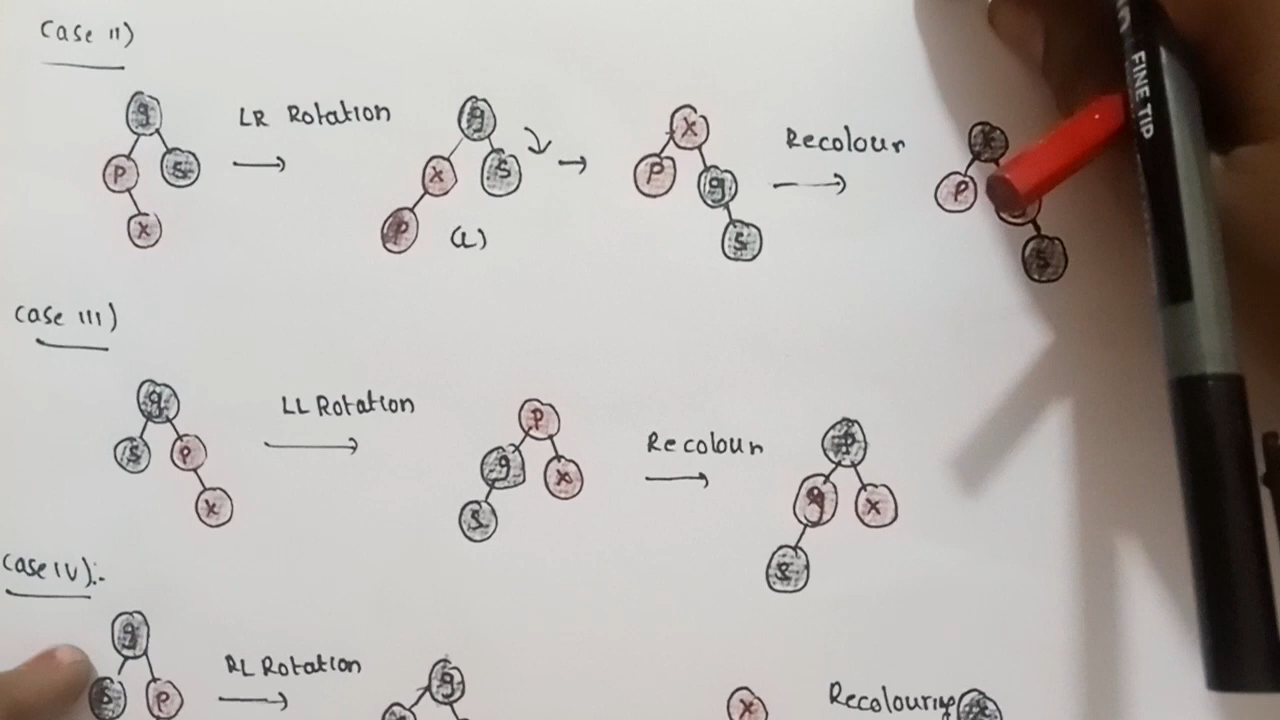 Case II)
g LR Rotation g x Recolour x
P S x S P g P
x P (L) S S
Case III)
g LL Rotation P Recolour P
S P g x g x
x S S
Case IV):-
g RL Rotation g x Recolouring x
S P
FINE TIP